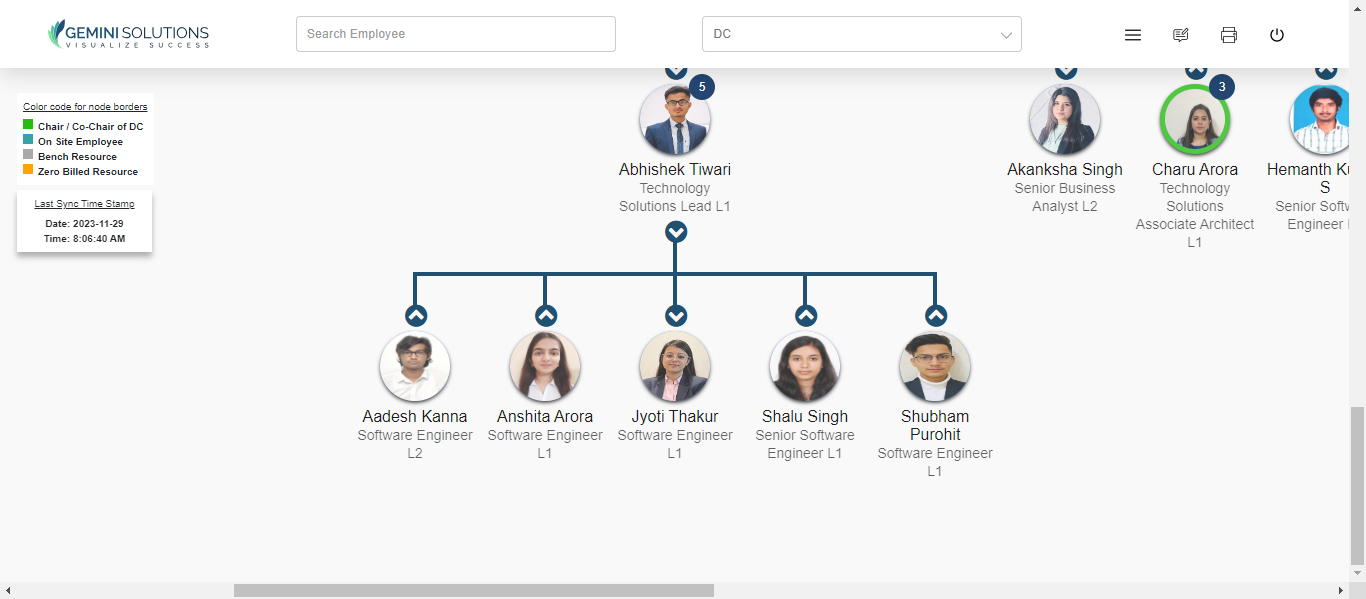 GEMINI SOLUTIONS
VISUALIZE SUCCESS
Search Employee
DC
Color code for node borders
Chair / Co-Chair of DC
On Site Employee
Bench Resource
Zero Billed Resource
Last Sync Time Stamp
Date: 2023-11-29
Time: 8:06:40 AM
5
Abhishek Tiwari
Technology
Solutions Lead L1
Akanksha Singh
Senior Business
Analyst L2
3
Charu Arora
Technology
Solutions
Associate Architect
L1
Hemanth
S
Senior
Engineer
Aadesh Kanna
Software Engineer
L2
Anshita Arora
Software Engineer
L1
Jyoti Thakur
Software Engineer
L1
Shalu Singh
Senior Software
Engineer L1
Shubham
Purohit
Software Engineer
L1